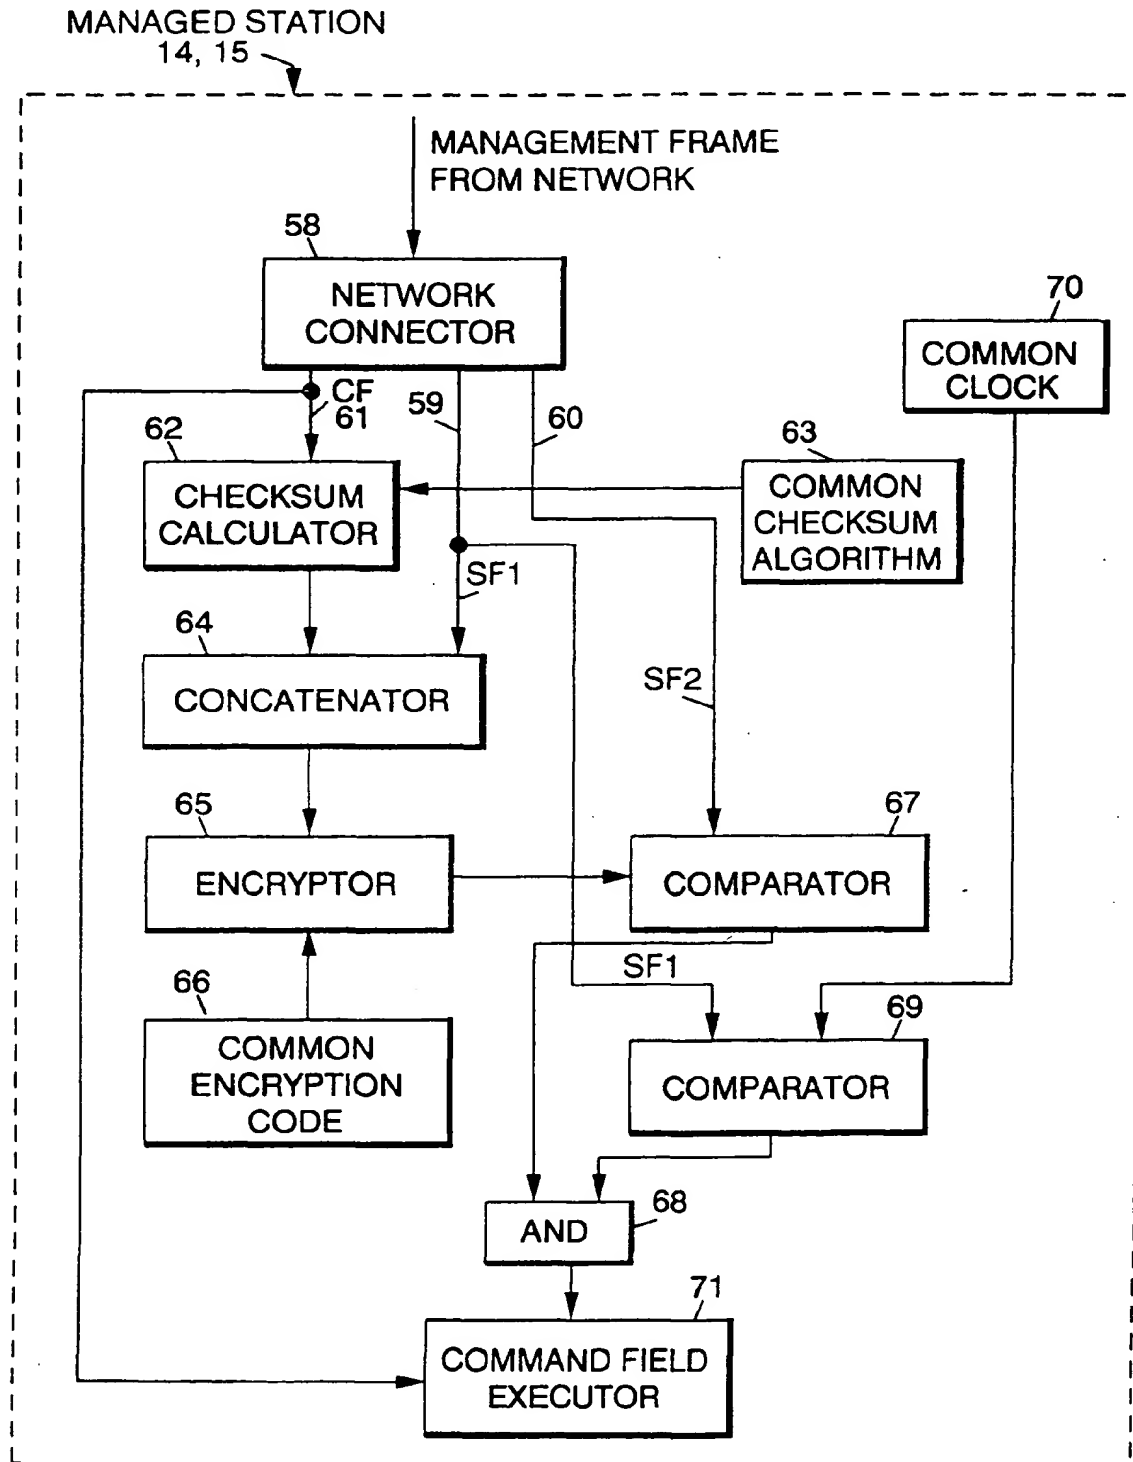 MANAGED STATION
14, 15
MANAGEMENT FRAME
FROM NETWORK
58
NETWORK
CONNECTOR
70
COMMON
CLOCK
CF
61
59
60
62
CHECKSUM
CALCULATOR
63
COMMON
CHECKSUM
ALGORITHM
SF1
64
CONCATENATOR
SF2
65
ENCRYPTOR
67
COMPARATOR
SF1
66
COMMON
ENCRYPTION
CODE
69
COMPARATOR
AND
68
71
COMMAND FIELD
EXECUTOR